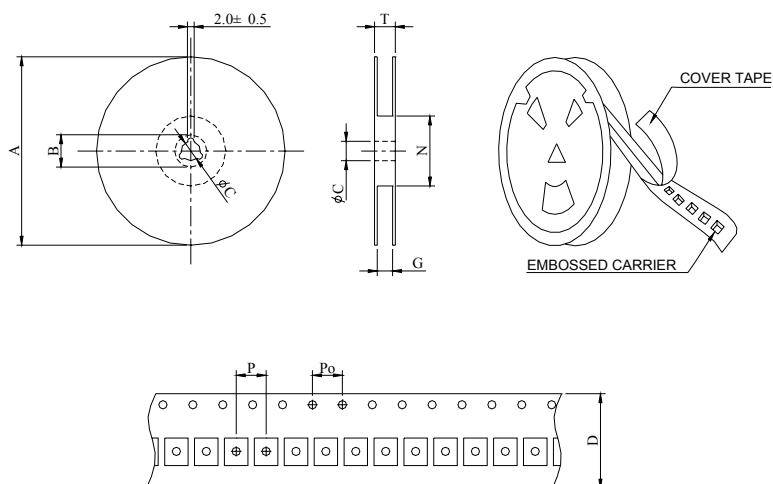 2.0± 0.5
T
A
B
ϕC
ϕC
N
G
COVER TAPE
EMBOSSED CARRIER
P
Po
D